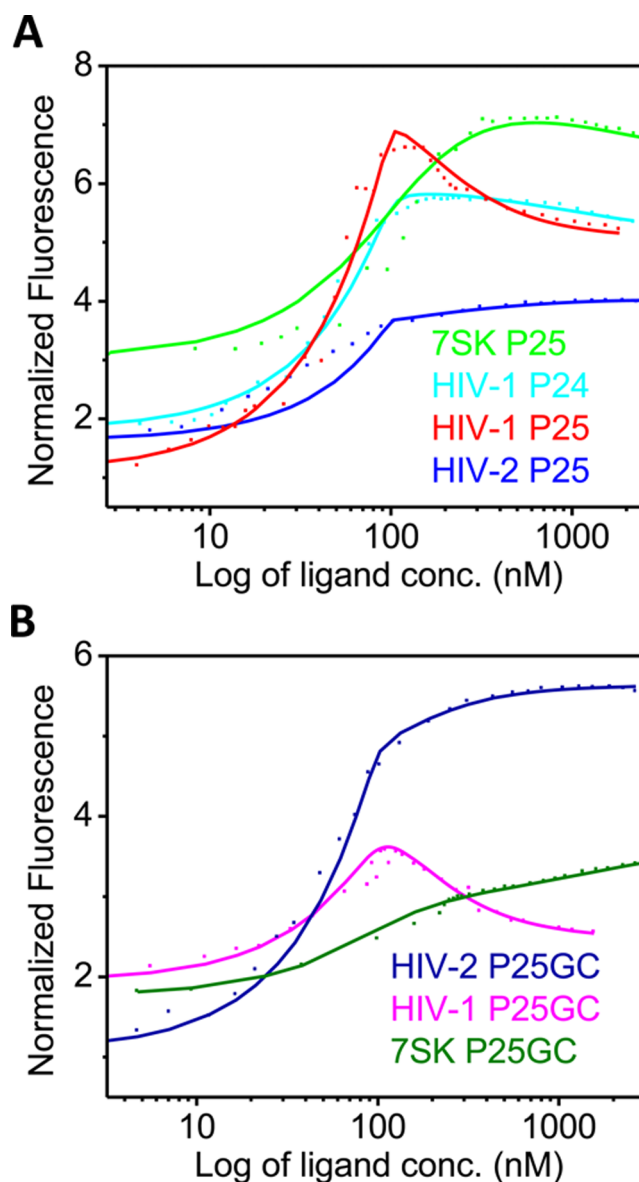 A
8
6
4
2
Normalized Fluorescence
7SK P25
HIV-1 P24
HIV-1 P25
HIV-2 P25
10 100 1000
Log of ligand conc. (nM)
B
6
4
2
Normalized Fluorescence
HIV-2 P25GC
HIV-1 P25GC
7SK P25GC
10 100 1000
Log of ligand conc. (nM)